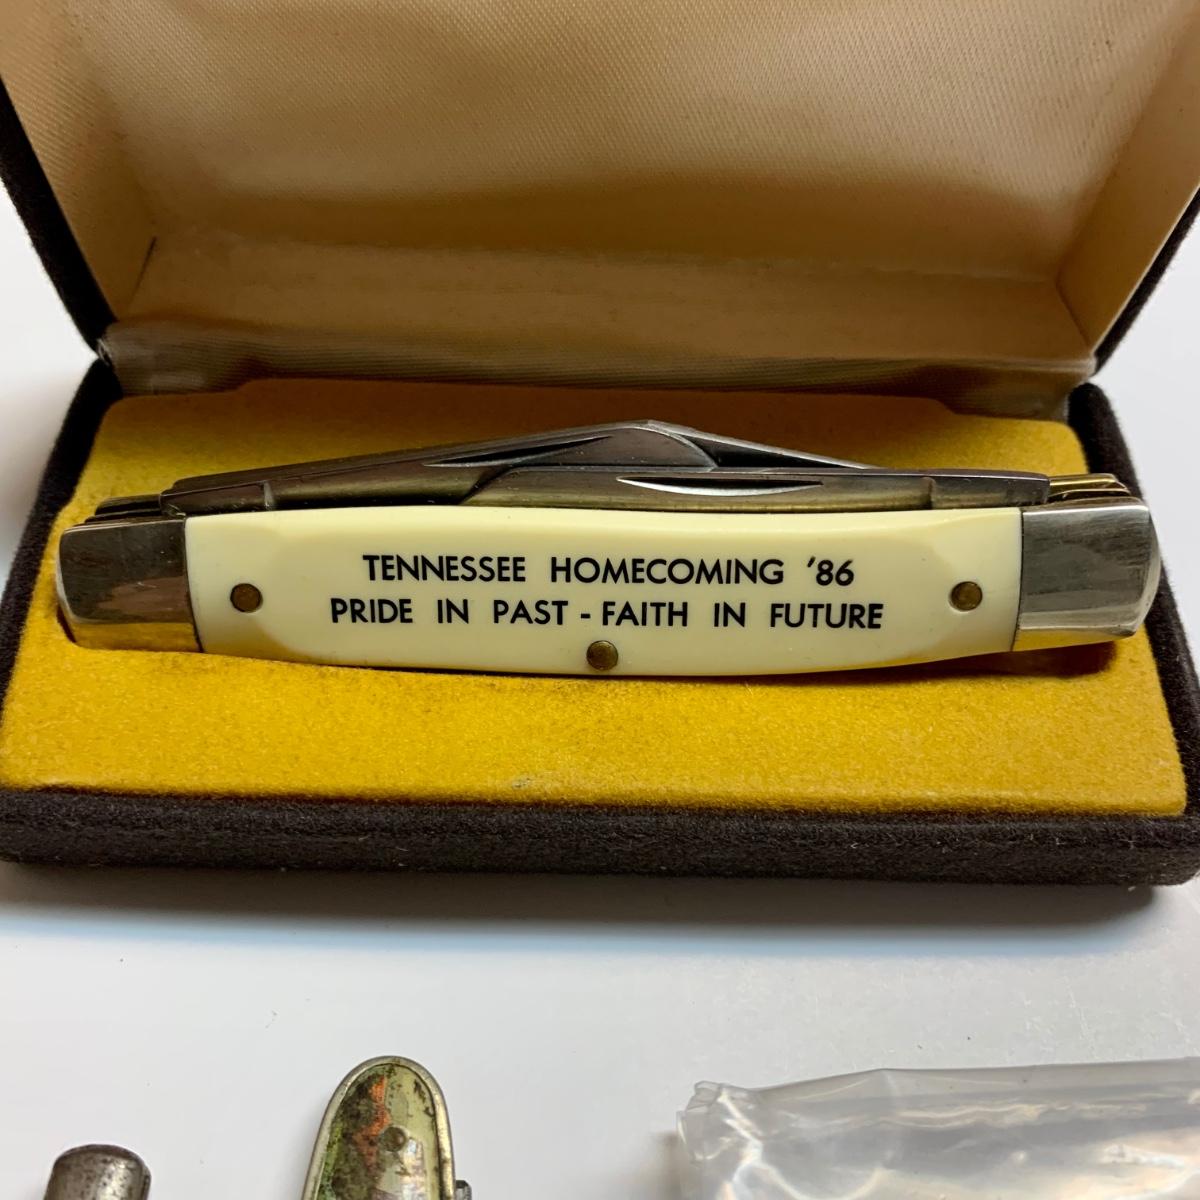 TENNESSEE HOMECOMING '86
PRIDE IN PAST - FAITH IN FUTURE